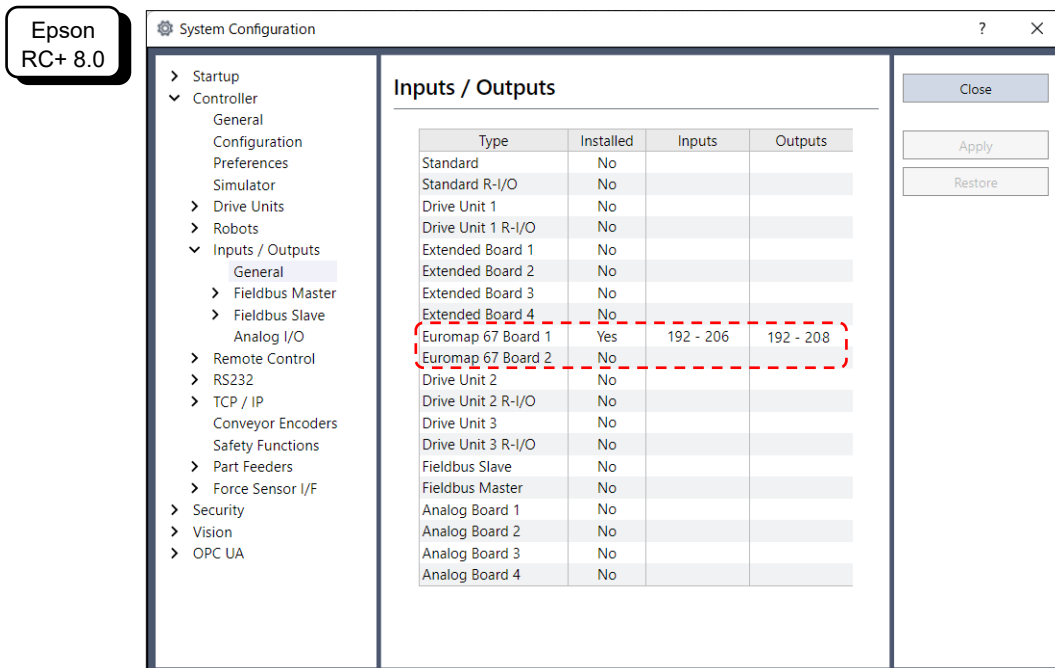 Epson
RC+ 8.0
System Configuration
?
Startup
Controller
General
Configuration
Preferences
Simulator
Drive Units
Robots
Inputs / Outputs
General
Fieldbus Master
Fieldbus Slave
Analog I/O
Remote Control
RS232
TCP / IP
Conveyor Encoders
Safety Functions
Part Feeders
Force Sensor I/F
Security
Vision
OPC UA
Inputs / Outputs
Type Installed Inputs Outputs
Standard No
Standard R-I/O No
Drive Unit 1 No
Drive Unit 1 R-I/O No
Extended Board 1 No
Extended Board 2 No
Extended Board 3 No
Extended Board 4 No
Euromap 67 Board 1 Yes 192 - 206 192 - 208
Euromap 67 Board 2 No
Drive Unit 2 No
Drive Unit 2 R-I/O No
Drive Unit 3 No
Drive Unit 3 R-I/O No
Fieldbus Slave No
Fieldbus Master No
Analog Board 1 No
Analog Board 2 No
Analog Board 3 No
Analog Board 4 No
Close
Apply
Restore